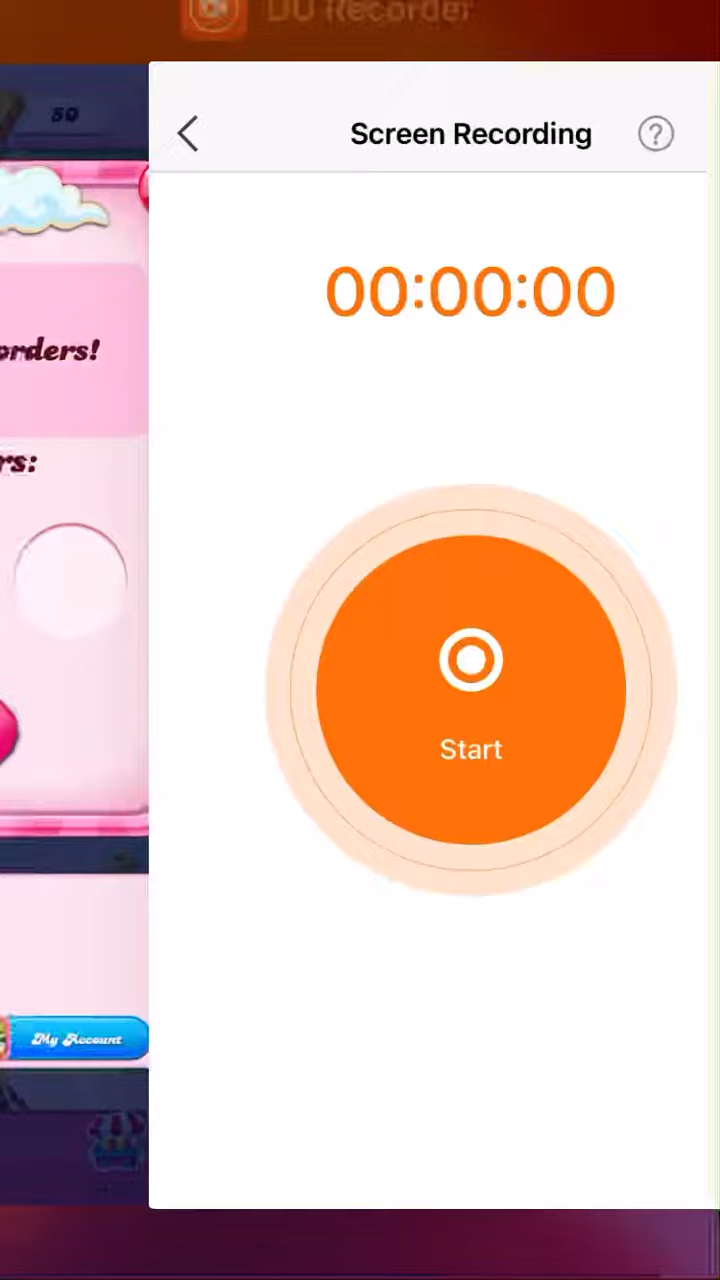 DU Recorder
50
Screen Recording
?
00:00:00
orders!
rs:
Start
My Account